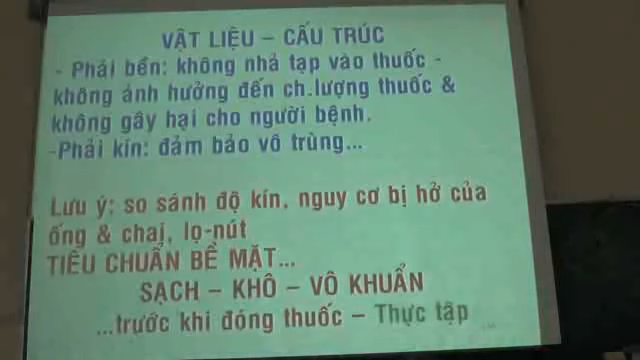 VẬT LIỆU – CẤU TRÚC
- Phải bền: không nhả tạp vào thuốc -
không ảnh hưởng đến ch.lượng thuốc &
không gây hại cho người bệnh.
-Phải kín: đảm bảo vô trùng...
Lưu ý: so sánh độ kín, nguy cơ bị hở của
ống & chai, lọ-nút
TIÊU CHUẨN BỀ MẶT...
SẠCH – KHÔ – VÔ KHUẨN
...trước khi đóng thuốc – Thực tập